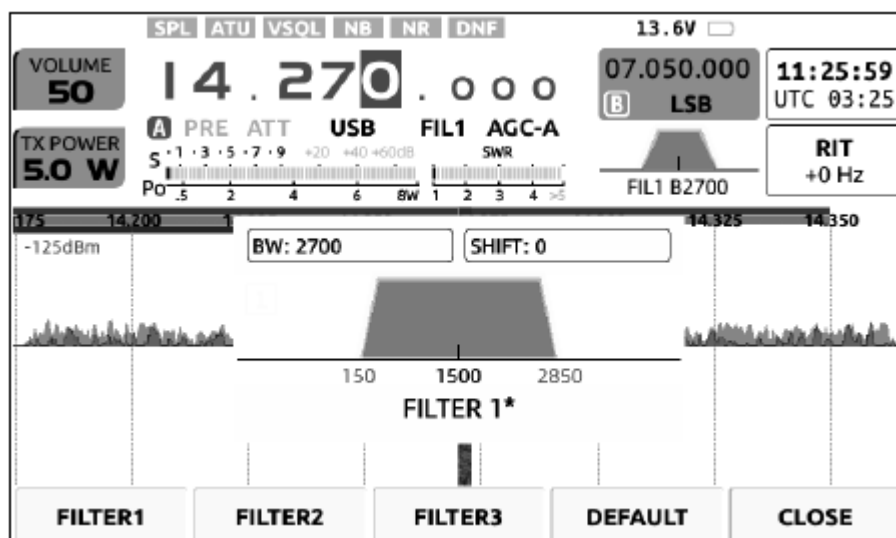 SPL ATU VSQL NB NR DNF 13.6V
VOLUME
50
14.270.000
07.050.000
B LSB
11:25:59
UTC 03:25
A PRE ATT USB FIL1 AGC-A
TX POWER
5.0 W
S ·1 ·3 ·5 ·7 ·9 +20 +40 +60dB SWR
Po .5 2 4 6 8W 1 2 3 4 >5
FIL1 B2700
RIT
+0 Hz
175 14.200 1 14.325 14.350
-125dBm
BW: 2700
SHIFT: 0
150 1500 2850
FILTER 1*
FILTER1 FILTER2 FILTER3 DEFAULT CLOSE